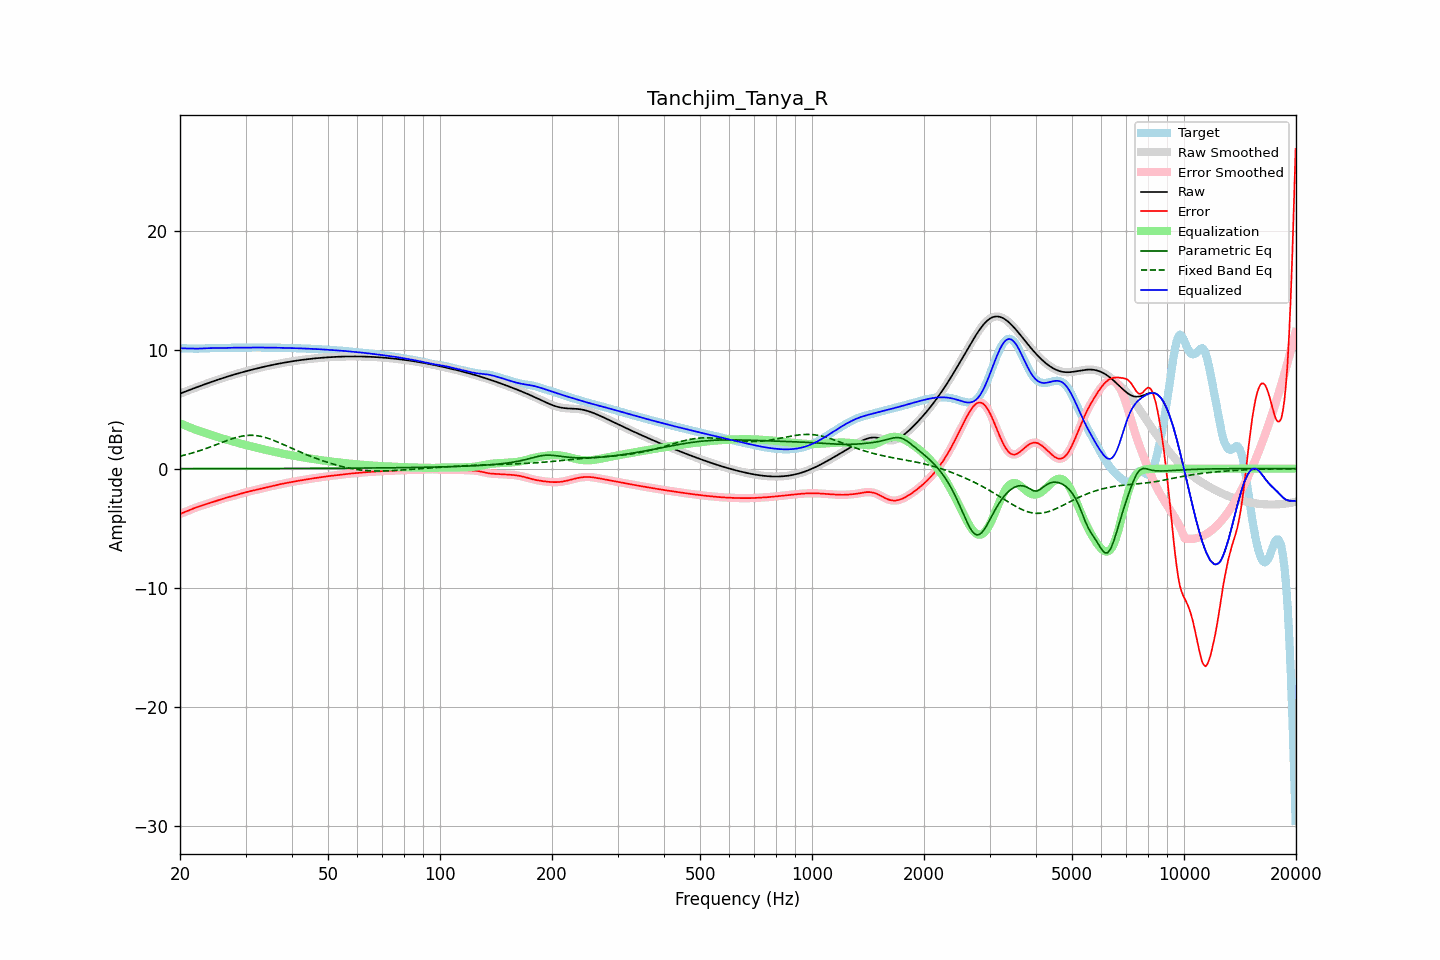 Tanchjim_Tanya_R
Target
Raw Smoothed
Error Smoothed
Raw
Error
Equalization
Parametric Eq
Fixed Band Eq
Equalized
20
10
0
−10
−20
−30
Amplitude (dBr)
20
50
100
200
500
1000
2000
5000
10000
20000
Frequency (Hz)